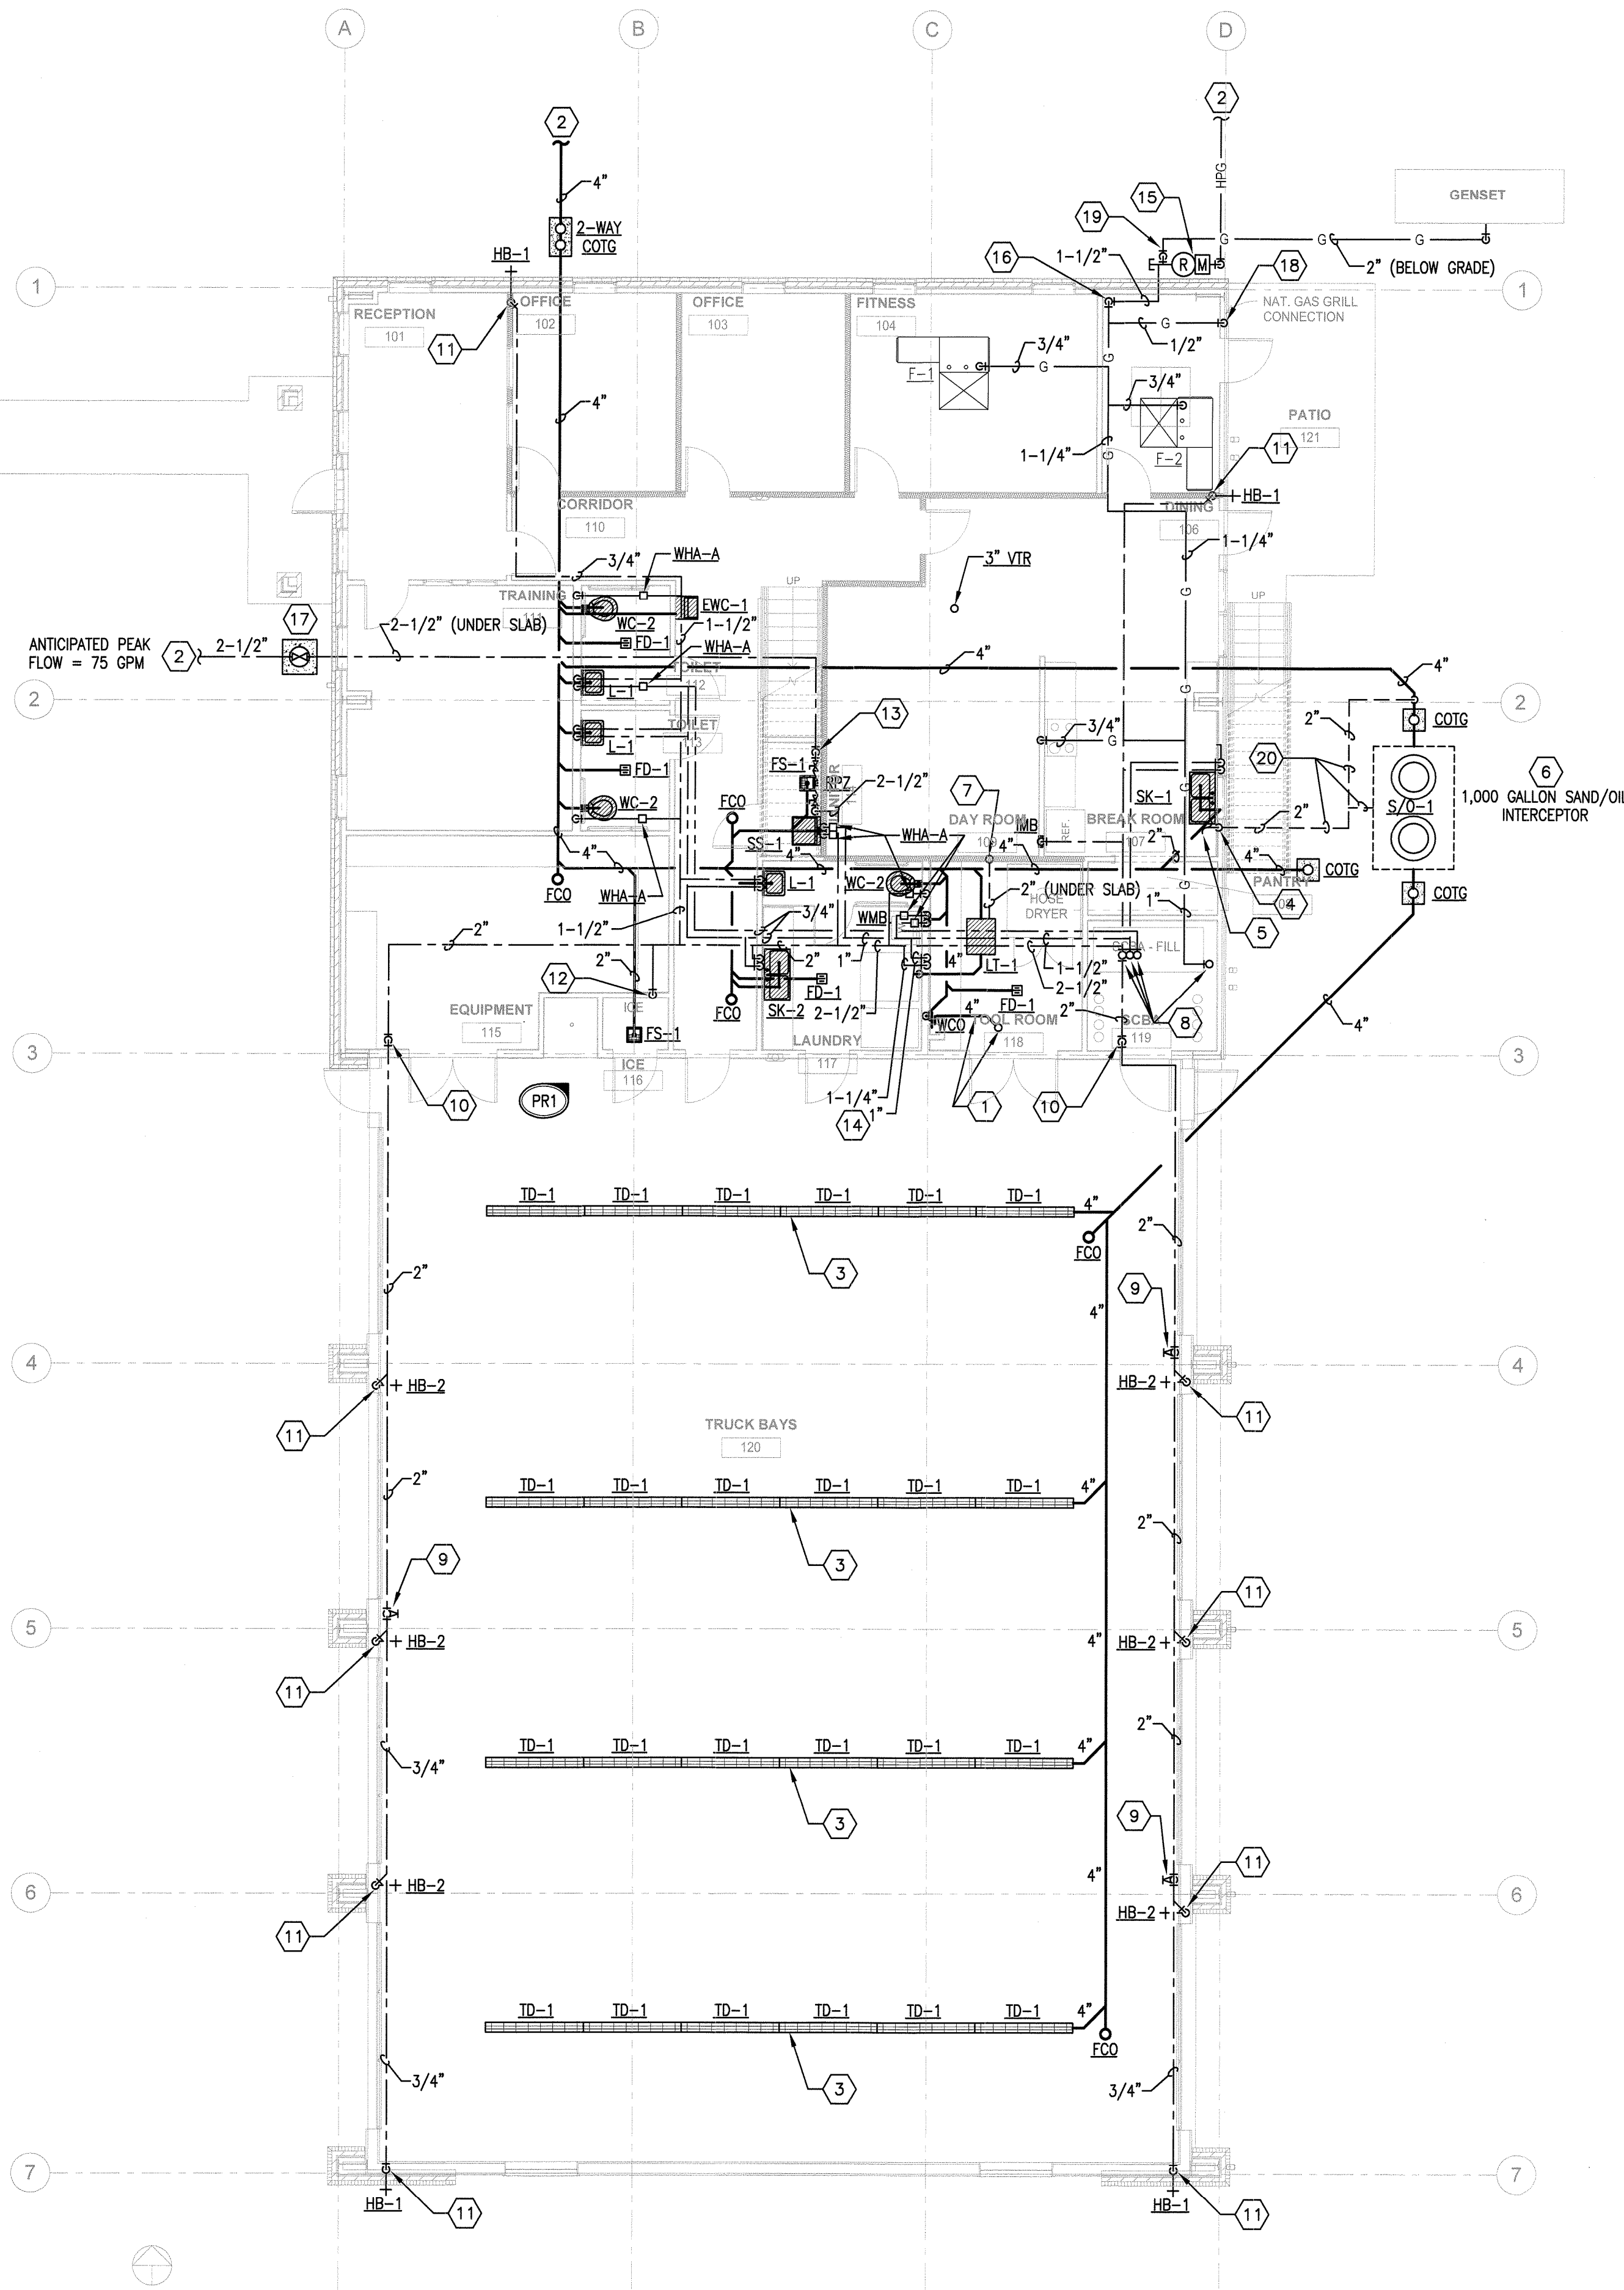 A B C D
2
2
4"
HPG
GENSET
15
19
2-WAY
COTG
HB-1
16
1-1/2"
E R M
G G G
2" (BELOW GRADE)
18
1 1
RECEPTION
101
OFFICE
102
OFFICE
103
FITNESS
104
NAT. GAS GRILL
CONNECTION
11
G
1/2"
3/4"
G
G
F-1
4"
3/4"
PATIO
121
1-1/4"
G
F-2
11
HB-1
CORRIDOR
110
DINING
106
1-1/4"
3/4"
WHA-A
3" VTR
UP
UP
G
TRAINING
111
EWC-1
WC-2
17
2-1/2" (UNDER SLAB)
1-1/2"
FD-1
ANTICIPATED PEAK
FLOW = 75 GPM
2
2-1/2"
WHA-A
TOILET
112
4"
4"
2 2
L-1
G
13
TOILET
113
2"
COTG
L-1
3/4"
G
FS-1
20
FD-1
RPZ
2-1/2"
SK-1
S/O-1
6
1,000 GALLON SAND/OIL
INTERCEPTOR
G
7
WC-2
FCO
DAY ROOM
109
IMB
REF.
BREAK ROOM
107
2"
2"
WHA-A
SS-1
4"
4"
4"
4"
4"
COTG
FCO
L-1
WC-2
2" (UNDER SLAB)
PANTRY
COTG
WHA-A
HOSE
DRYER
G
1"
4
5
3/4"
WMB
1-1/2"
2"
2"
2"
1"
4"
SCBA - FILL
LT-1
1-1/2"
2-1/2"
12
EQUIPMENT
115
ICE
FCO
SK-2
FD-1
2-1/2"
FD-1
4"
2"
4"
WCO
TOOL ROOM
118
SCBA
119
8
FS-1
LAUNDRY
117
3 3
ICE
116
PR1
10
1-1/4"
1"
14
1
10
TD-1 TD-1 TD-1 TD-1 TD-1 TD-1
4"
2"
FCO
3
2"
9
4"
4 4
HB-2
HB-2
11
11
TRUCK BAYS
120
2"
TD-1 TD-1 TD-1 TD-1 TD-1 TD-1
4"
2"
9
3
11
5 5
HB-2
4"
HB-2
11
2"
TD-1 TD-1 TD-1 TD-1 TD-1 TD-1
4"
3/4"
3
9
11
4"
6 6
HB-2
HB-2
11
TD-1 TD-1 TD-1 TD-1 TD-1 TD-1
4"
FCO
3/4"
3/4"
3
7 7
HB-1
11
HB-1
11